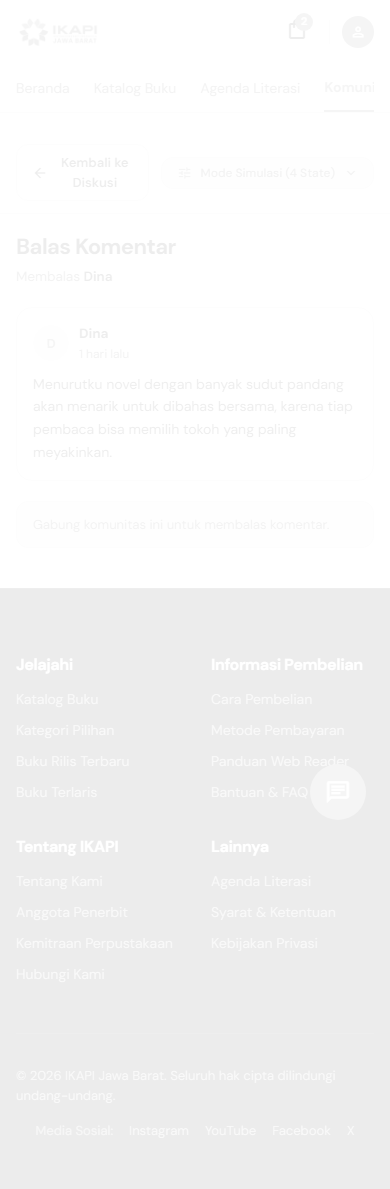 IKAPI
JAWA BARAT
2
Beranda Katalog Buku Agenda Literasi Komuni
Kembali ke
Diskusi
Mode Simulasi (4 State)
Balas Komentar
Membalas Dina
D
Dina
1 hari lalu
Menurutku novel dengan banyak sudut pandang
akan menarik untuk dibahas bersama, karena tiap
pembaca bisa memilih tokoh yang paling
meyakinkan.
Gabung komunitas ini untuk membalas komentar.
Jelajahi
Katalog Buku
Kategori Pilihan
Buku Rilis Terbaru
Buku Terlaris
Informasi Pembelian
Cara Pembelian
Metode Pembayaran
Panduan Web Reader
Bantuan & FAQ
Tentang IKAPI
Tentang Kami
Anggota Penerbit
Kemitraan Perpustakaan
Hubungi Kami
Lainnya
Agenda Literasi
Syarat & Ketentuan
Kebijakan Privasi
© 2026 IKAPI Jawa Barat. Seluruh hak cipta dilindungi
undang-undang.
Media Sosial: Instagram YouTube Facebook X